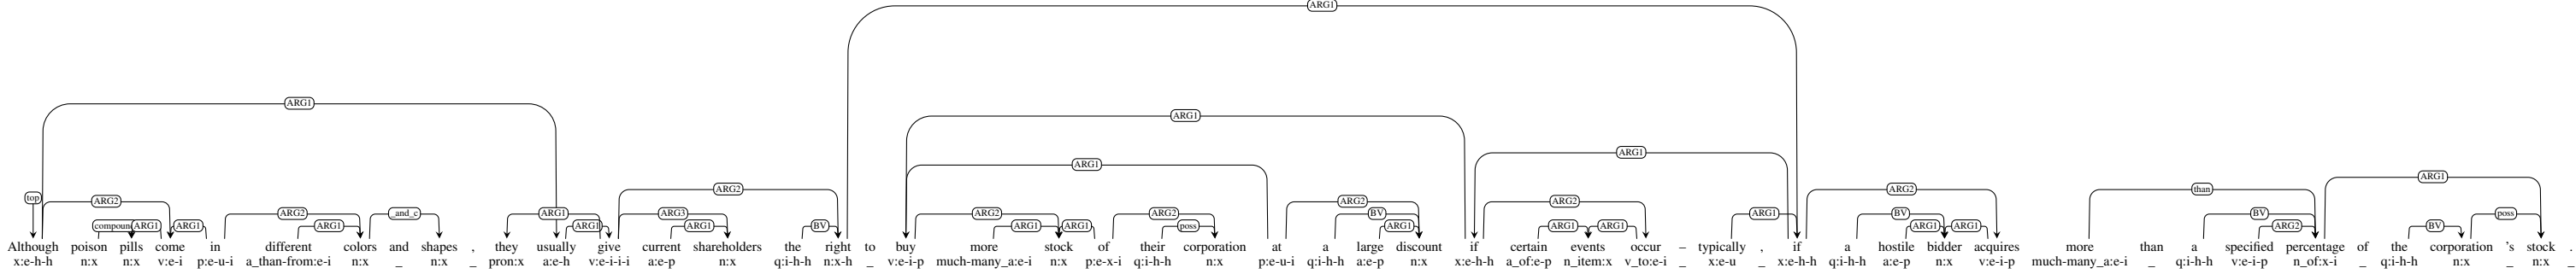 ARG1
ARG1
ARG1
ARG1
ARG1
ARG1
than
ARG1
top ARG2 ARG2 ARG2 ARG2 ARG2
ARG2 _and_c ARG1 ARG3 ARG2 ARG2 BV ARG1 BV BV poss
compoun ARG1 ARG1 ARG1 ARG1 ARG1 BV ARG1 ARG1 poss ARG1 ARG1 ARG1 ARG1 ARG1 ARG2 BV
Although poison pills come in different colors and shapes , they usually give current shareholders the right to buy more stock of their corporation at a large discount if certain events occur – typically , if a hostile bidder acquires more than a specified percentage of the corporation 's stock .
x:e-h-h n:x n:x v:e-i p:e-u-i a_than-from:e-i n:x _ n:x _ pron:x a:e-h v:e-i-i-i a:e-p n:x q:i-h-h n:x-h _ v:e-i-p much-many_a:e-i n:x p:e-x-i q:i-h-h n:x p:e-u-i q:i-h-h a:e-p n:x x:e-h-h a_of:e-p n_item:x v_to:e-i _ x:e-u _ x:e-h-h q:i-h-h a:e-p n:x v:e-i-p much-many_a:e-i _ q:i-h-h v:e-i-p n_of:x-i _ q:i-h-h n:x _ n:x _